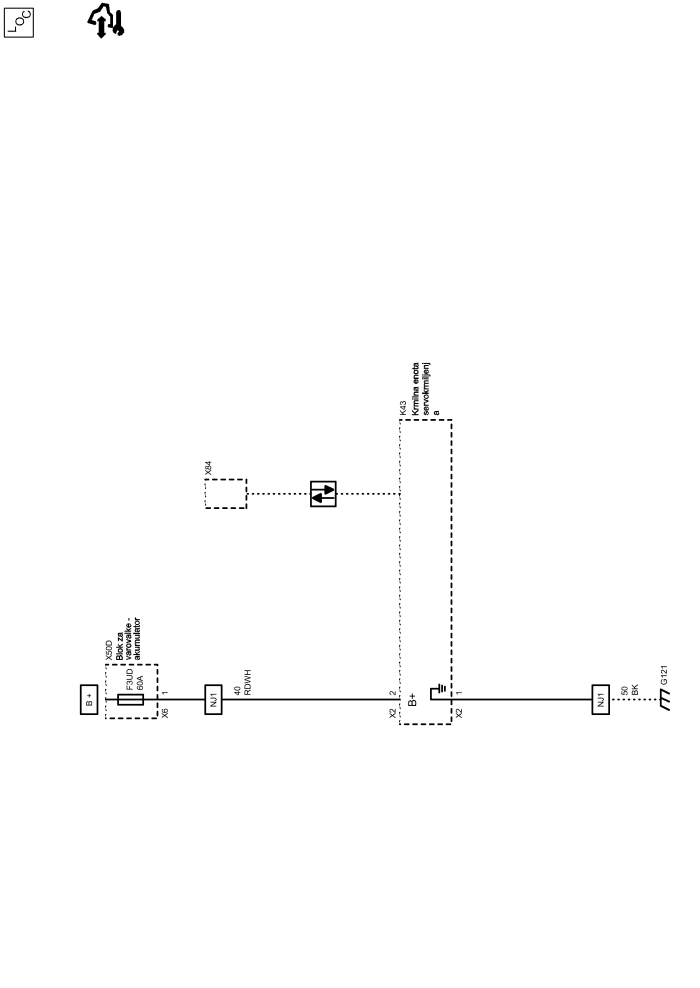 LOC
B +
X50D
Blok za
varovalke -
akumulator
F3UD
60A
X6
1
NJ1
40
RDWH
X84
X2
2
K43
Krmilna enota
servokrmiljenj
a
B+
X2
1
NJ1
50
BK
G121